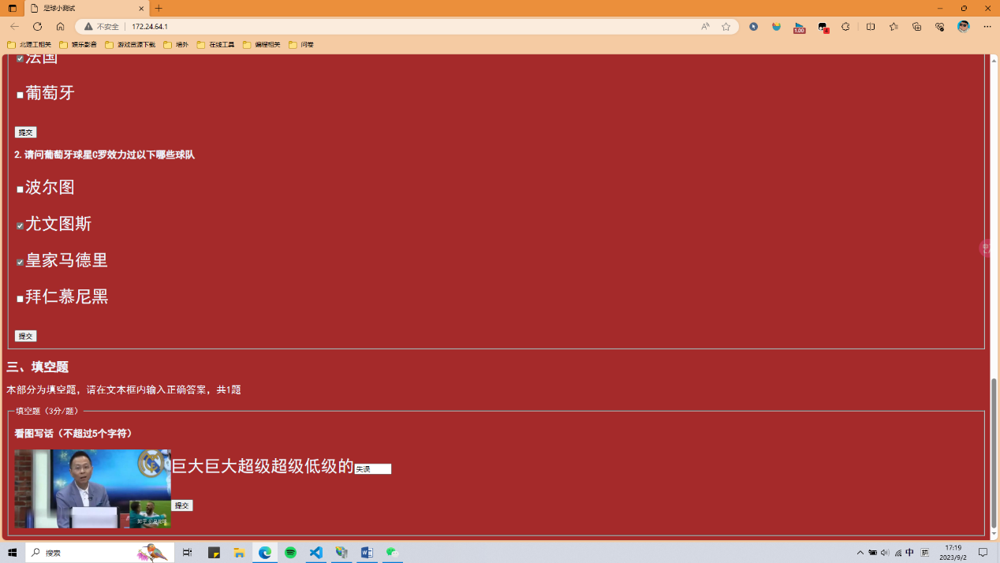 足球小测试
不安全 172.24.64.1
1.00
4
北理工相关 娱乐影音 游戏资源下载 墙外 在线工具 编程相关 问卷
法国
葡萄牙
提交
2.请问葡萄牙球星C罗效力过以下哪些球队
波尔图
尤文图斯
皇家马德里
拜仁慕尼黑
提交
三、填空题
本部分为填空题，请在文本框内输入正确答案，共1题
填空题（3分/题）
看图写话（不超过5个字符）
巨大巨大超级超级低级的失误
提交
搜索
中 拼
17:19
2023/9/2